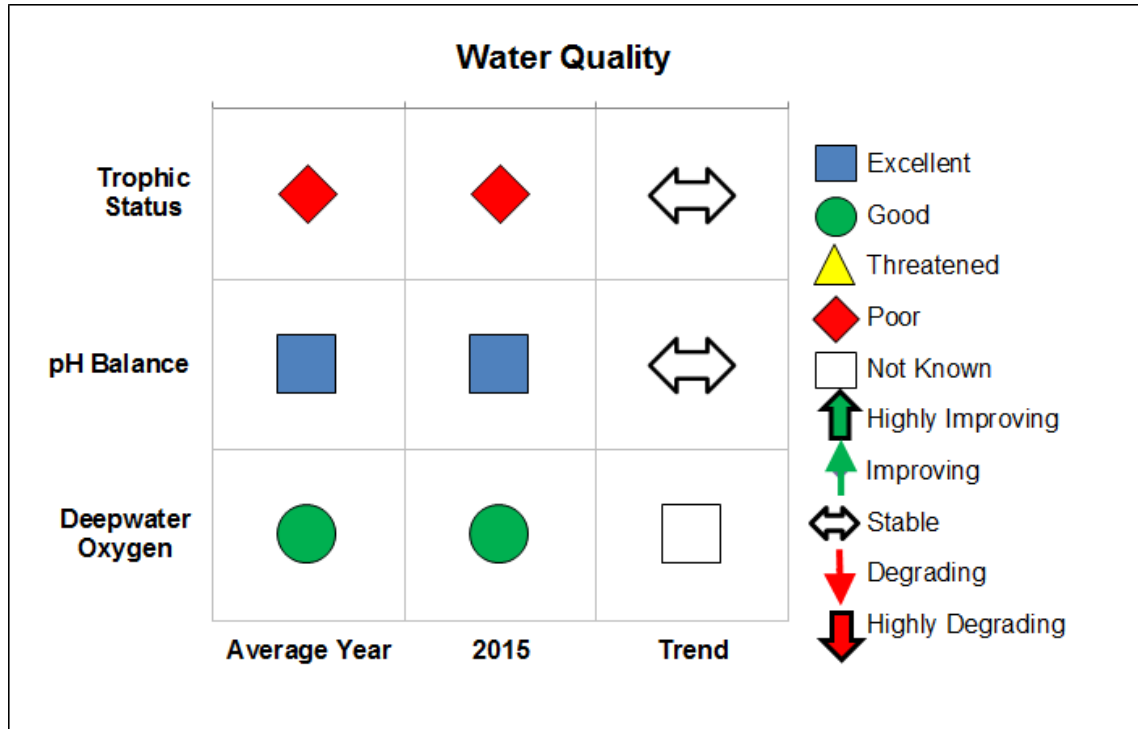 Water Quality
Trophic
Status
pH Balance
Deepwater
Oxygen
Average Year
2015
Trend
Excellent
Good
Threatened
Poor
Not Known
Highly Improving
Improving
Stable
Degrading
Highly Degrading